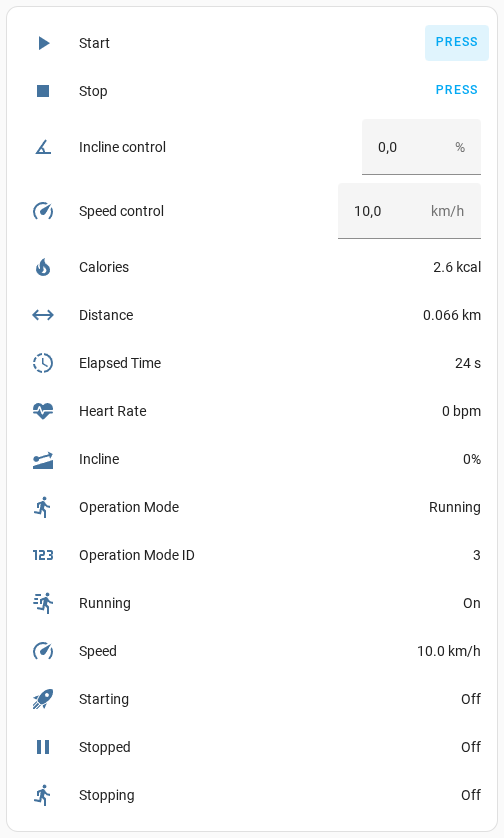 Start PRESS
Stop PRESS
Incline control 0,0 %
Speed control 10,0 km/h
Calories 2.6 kcal
Distance 0.066 km
Elapsed Time 24 s
Heart Rate 0 bpm
Incline 0%
Operation Mode Running
123 Operation Mode ID 3
Running On
Speed 10.0 km/h
Starting Off
Stopped Off
Stopping Off